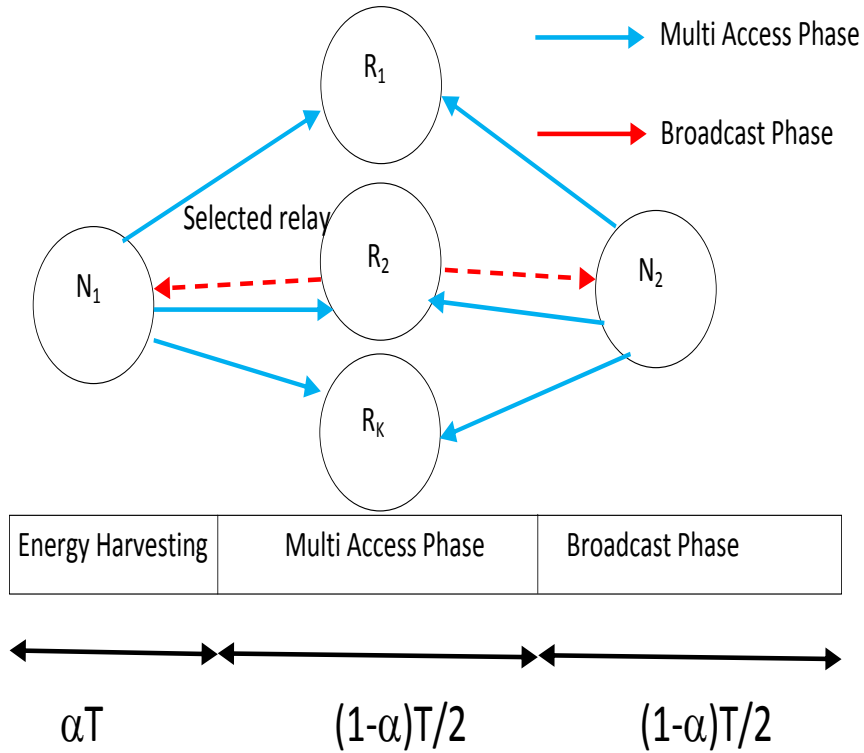 R₁
Multi Access Phase
Broadcast Phase
Selected relay
N₁
R₂
N₂
R_K
Energy Harvesting
Multi Access Phase
Broadcast Phase
αT
(1-α)T/2
(1-α)T/2